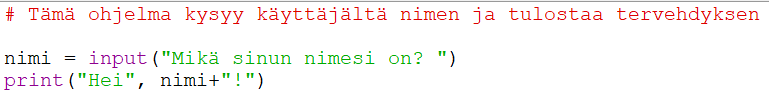 # Tämä ohjelma kysyy käyttäjältä nimen ja tulostaa tervehdyksen
nimi = input("Mikä sinun nimesi on? ")
print("Hei", nimi+"!")